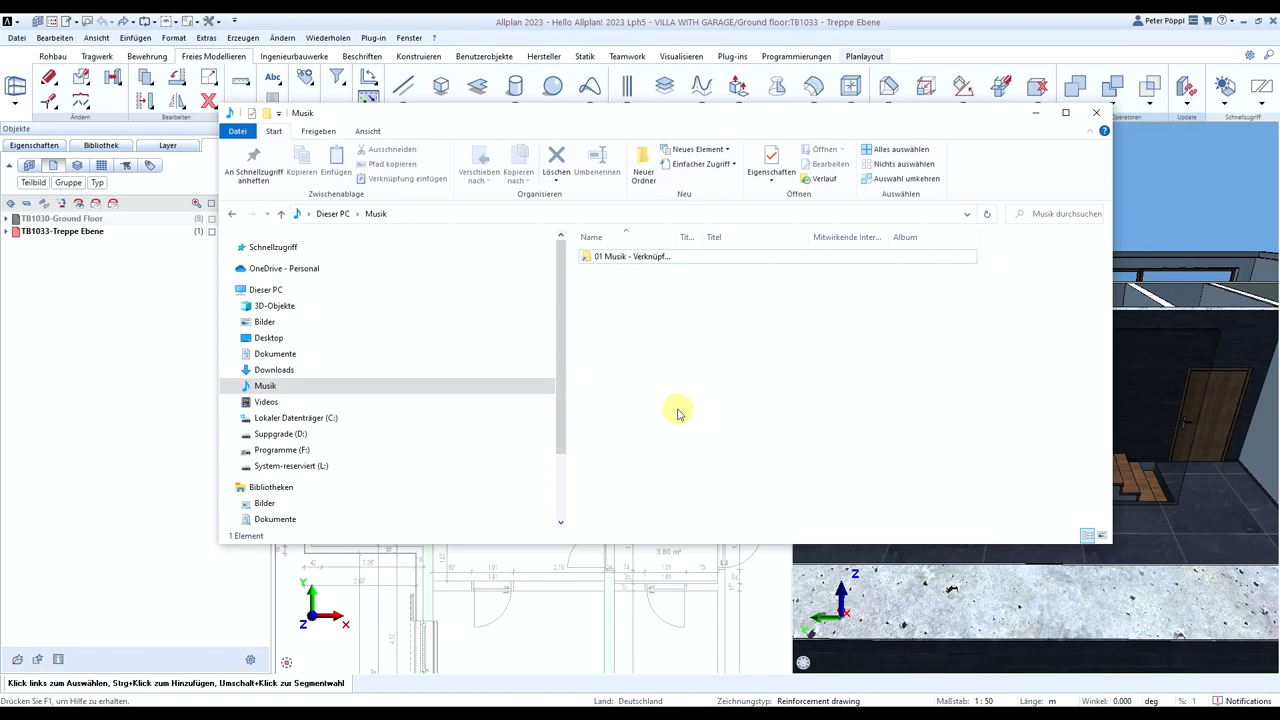 Allplan 2023 - Hello Allplan! 2023 Lph5 - VILLA WITH GARAGE/Ground floor:TB1033 - Treppe Ebene
Peter Pöppl
Datei Bearbeiten Ansicht Einfügen Format Extras Erzeugen Ändern Wiederholen Plug-in Fenster ?
Rohbau Tragwerk Bewehrung Freies Modellieren Ingenieurbauwerke Beschriften Konstruieren Benutzerobjekte Hersteller Statik Teamwork Visualisieren Plug-ins Programmierungen Planlayout
Abc
Ändern Bearbeiten Operatoren Update Schnellzugriff
Objekte
Eigenschaften Bibliothek Layer
Teilbild Gruppe Typ
TB1030-Ground Floor (8)
TB1033-Treppe Ebene (1)
Musik
Datei Start Freigeben Ansicht
An Schnellzugriff anheften
Kopieren
Einfügen
Ausschneiden
Pfad kopieren
Verknüpfung einfügen
Zwischenablage
Verschieben nach
Kopieren nach
Löschen
Umbenennen
Organisieren
Neuer Ordner
Neues Element
Einfacher Zugriff
Neu
Eigenschaften
Öffnen
Bearbeiten
Verlauf
Öffnen
Alles auswählen
Nichts auswählen
Auswahl umkehren
Auswählen
Dieser PC > Musik
Musik durchsuchen
Name Tit... Titel Mitwirkende Inter... Album
01 Musik - Verknüpf...
Schnellzugriff
OneDrive - Personal
Dieser PC
3D-Objekte
Bilder
Desktop
Dokumente
Downloads
Musik
Videos
Lokaler Datenträger (C:)
Suppgrade (D:)
Programme (F:)
System-reserviert (L:)
Bibliotheken
Bilder
Dokumente
1 Element
3.80 m²
Y
Z
X
Z
X
Klick links zum Auswählen, Strg+Klick zum Hinzufügen, Umschalt+Klick zur Segmentwahl
Drücken Sie F1, um Hilfe zu erhalten.
Land: Deutschland
Zeichnungstyp: Reinforcement drawing
Maßstab: 1 : 50
Länge: m
Winkel: 0.000 deg
%: 1
Notifications